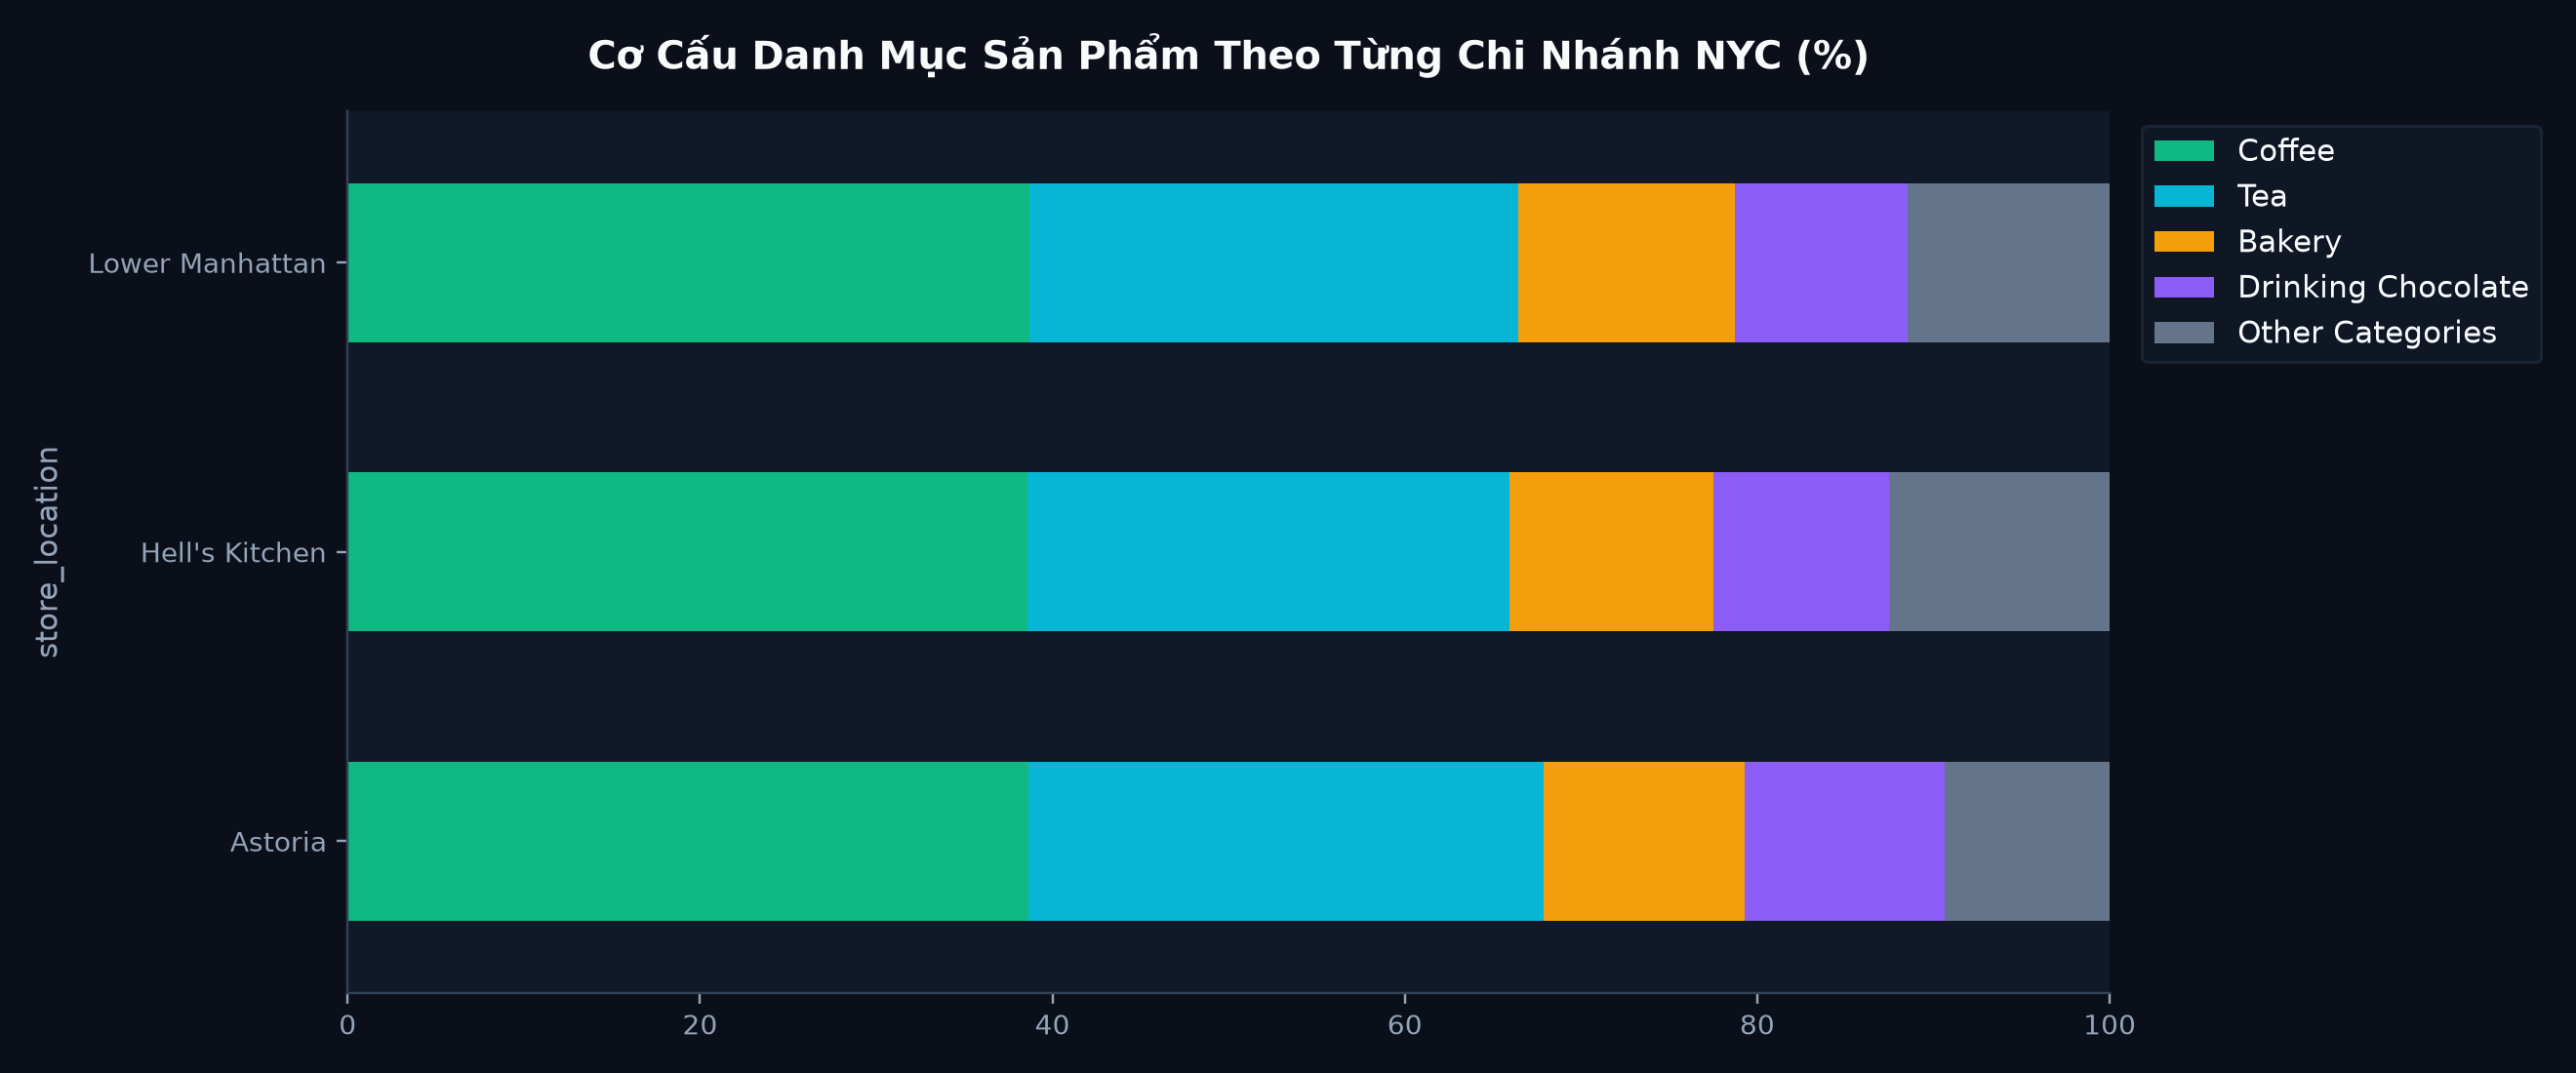 Cơ Cấu Danh Mục Sản Phẩm Theo Từng Chi Nhánh NYC (%)
Coffee
Tea
Bakery
Drinking Chocolate
Other Categories
store_location
Lower Manhattan
Hell's Kitchen
Astoria
0 20 40 60 80 100